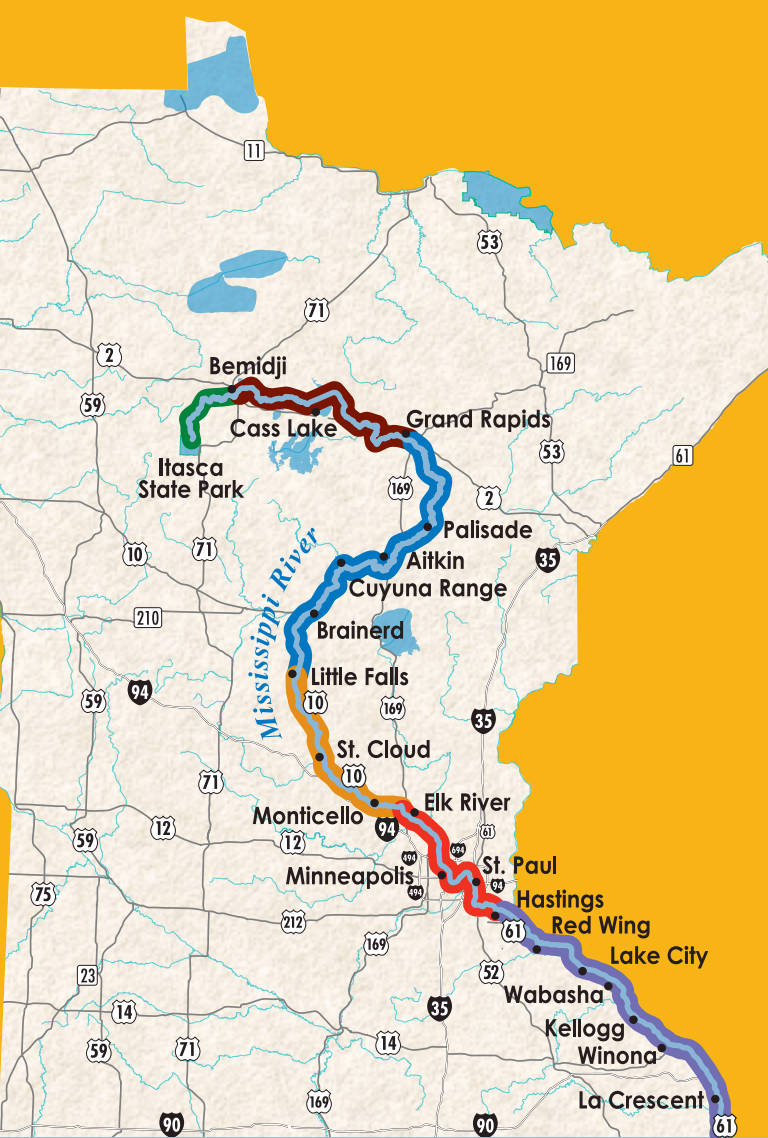 11
53
71
2
169
Bemidji
59
Cass Lake
Grand Rapids
53
61
Itasca
State Park
169
2
Palisade
10
71
Aitkin
35
Cuyuna Range
Mississippi River
210
Brainerd
Little Falls
94
59
10
169
35
St. Cloud
10
71
Monticello
Elk River
94
12
12
61
59
694
494
St. Paul
Minneapolis
94
494
75
Hastings
212
61
Red Wing
169
Lake City
23
52
Wabasha
14
35
Kellogg
14
59
71
Winona
169
La Crescent
90
90
61